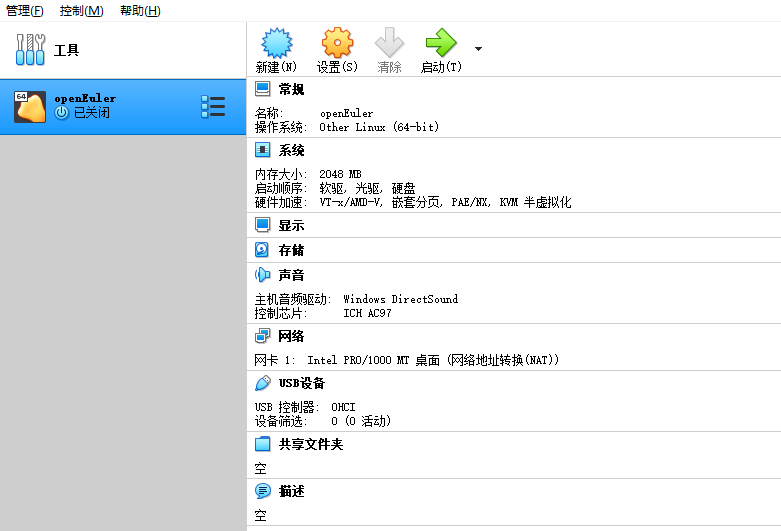 管理(F) 控制(M) 帮助(H)
工具
新建(N) 设置(S) 清除 启动(T)
64
openEuler
已关闭
常规
名称: openEuler
操作系统: Other Linux (64-bit)
系统
内存大小: 2048 MB
启动顺序: 软驱, 光驱, 硬盘
硬件加速: VT-x/AMD-V, 嵌套分页, PAE/NX, KVM 半虚拟化
显示
存储
声音
主机音频驱动: Windows DirectSound
控制芯片: ICH AC97
网络
网卡 1: Intel PRO/1000 MT 桌面 (网络地址转换(NAT))
USB设备
USB 控制器: OHCI
设备筛选: 0 (0 活动)
共享文件夹
空
描述
空